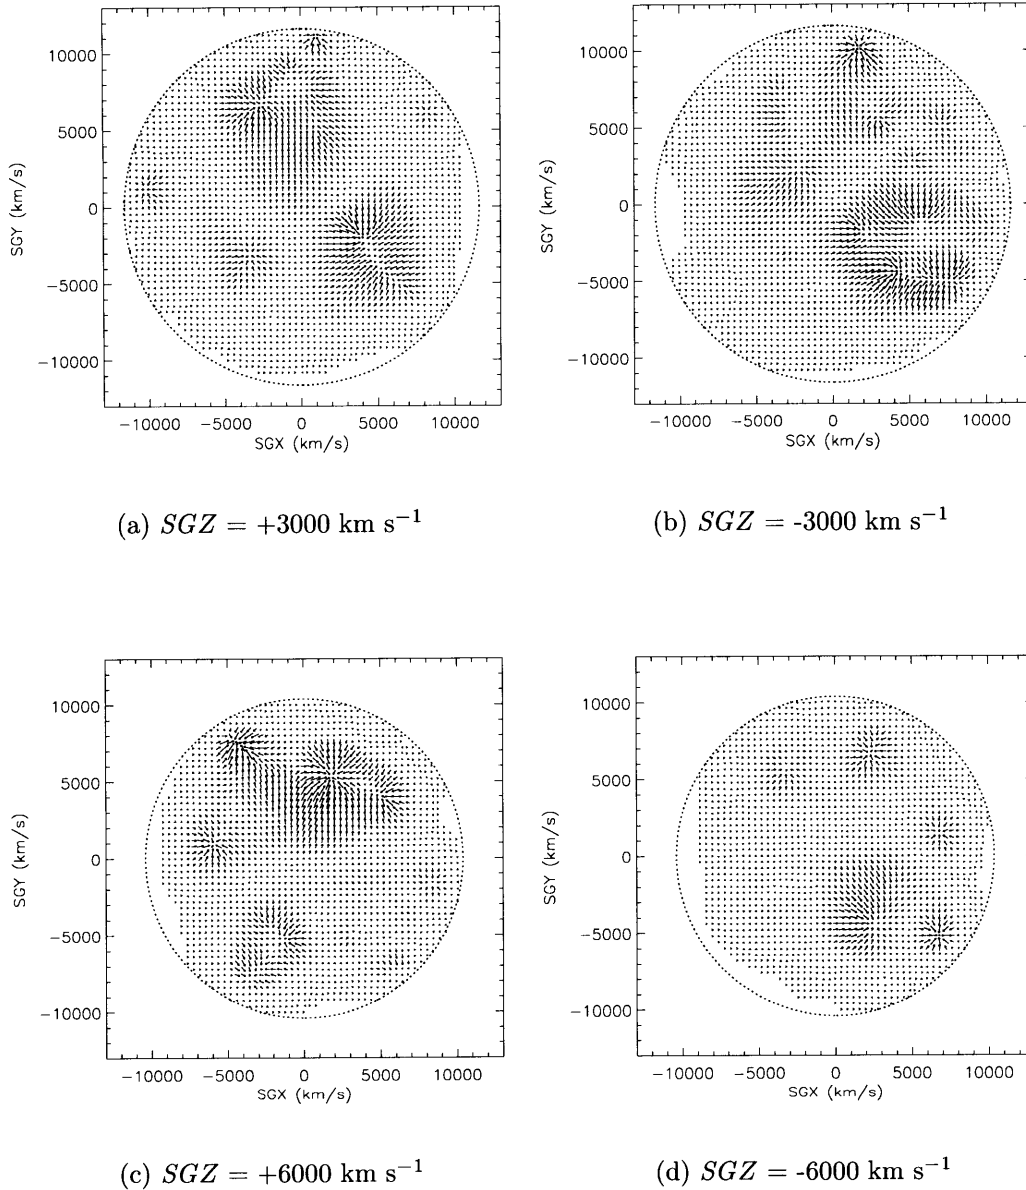 10000
5000
0
−5000
−10000
SGY (km/s)
−10000 −5000 0 5000 10000
SGX (km/s)
(a) SGZ = +3000 km s−1
10000
5000
0
−5000
−10000
SGY (km/s)
−10000 −5000 0 5000 10000
SGX (km/s)
(b) SGZ = -3000 km s−1
10000
5000
0
−5000
−10000
SGY (km/s)
−10000 −5000 0 5000 10000
SGX (km/s)
(c) SGZ = +6000 km s−1
10000
5000
0
−5000
−10000
SGY (km/s)
−10000 −5000 0 5000 10000
SGX (km/s)
(d) SGZ = -6000 km s−1